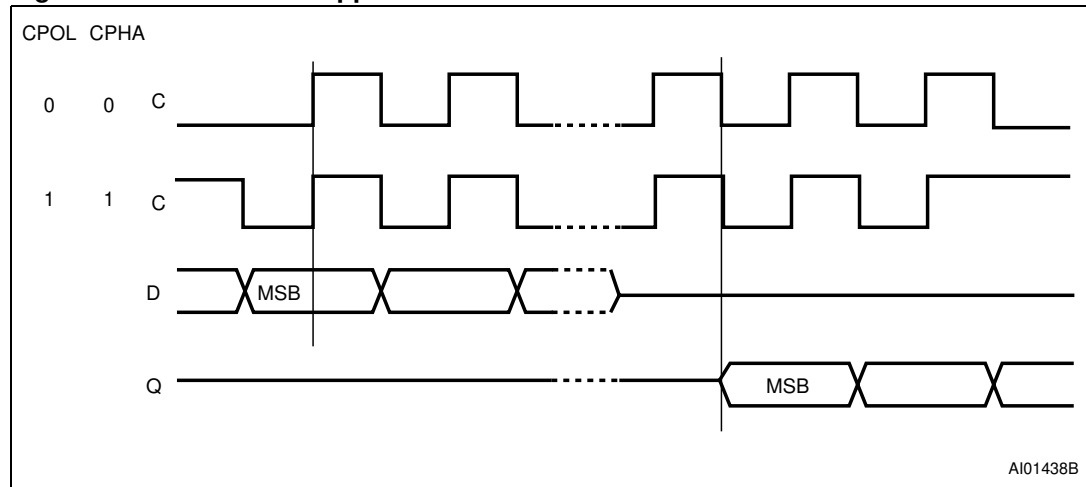 CPOL CPHA
0 0 C
1 1 C
D MSB
Q MSB
AI01438B